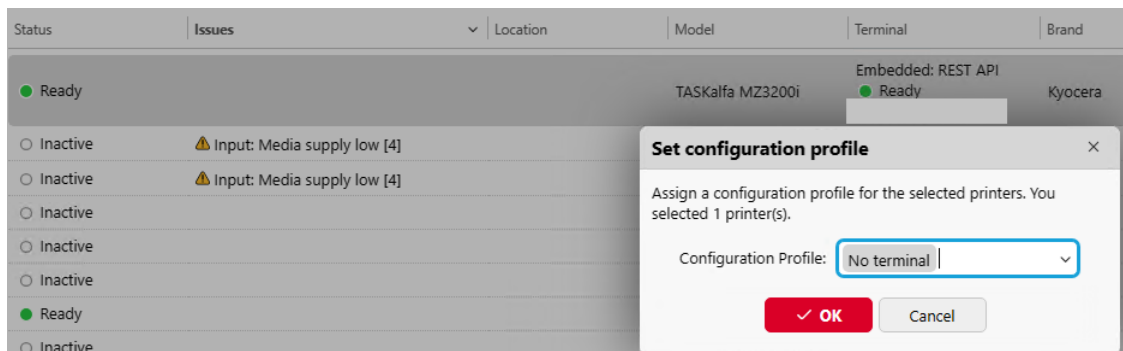 Status Issues Location Model Terminal Brand
Embedded: REST API
Ready TASKalfa MZ3200i Ready Kyocera
Inactive Input: Media supply low [4]
Inactive Input: Media supply low [4]
Inactive
Inactive
Inactive
Ready
Inactive
Set configuration profile
Assign a configuration profile for the selected printers. You
selected 1 printer(s).
Configuration Profile: No terminal
OK Cancel